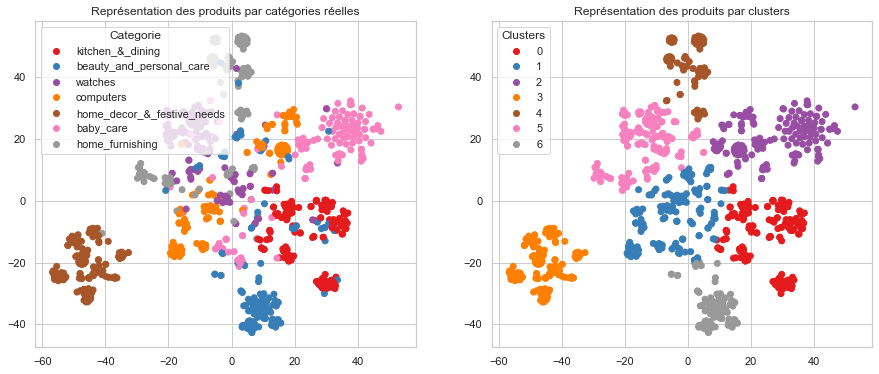 Représentation des produits par catégories réelles
Categorie
kitchen_&_dining
beauty_and_personal_care
watches
computers
home_decor_&_festive_needs
baby_care
home_furnishing
40
20
0
−20
−40
−60
−40
−20
0
20
40
Représentation des produits par clusters
Clusters
0
1
2
3
4
5
6
40
20
0
−20
−40
−60
−40
−20
0
20
40